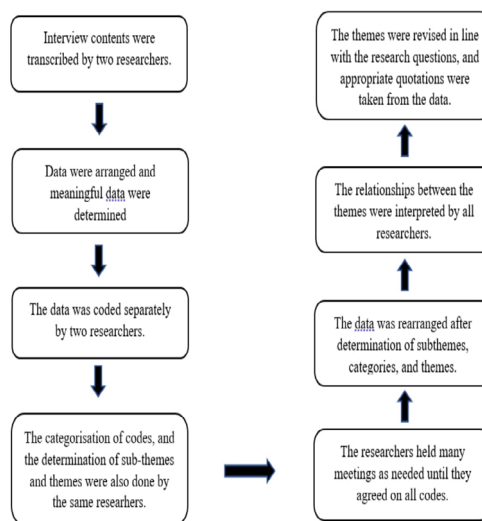 Interview contents were
transcribed by two researchers.
Data were arranged and
meaningful data were
determined
The data was coded separately
by two researchers.
The categorisation of codes, and
the determination of sub-themes
and themes were also done by
the same researhers.
The researchers held many
meetings as needed until they
agreed on all codes.
The data was rearranged after
determination of subthemes,
categories, and themes.
The relationships between the
themes were interpreted by all
researchers.
The themes were revised in line
with the research questions, and
appropriate quotations were
taken from the data.